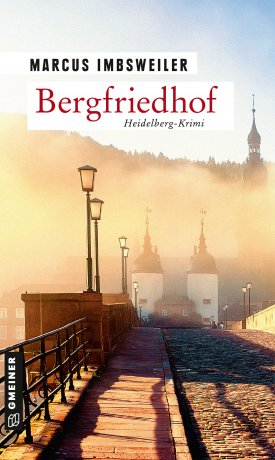 MARCUS IMBSWEILER
Bergfriedhof
Heidelberg-Krimi
GMEINER